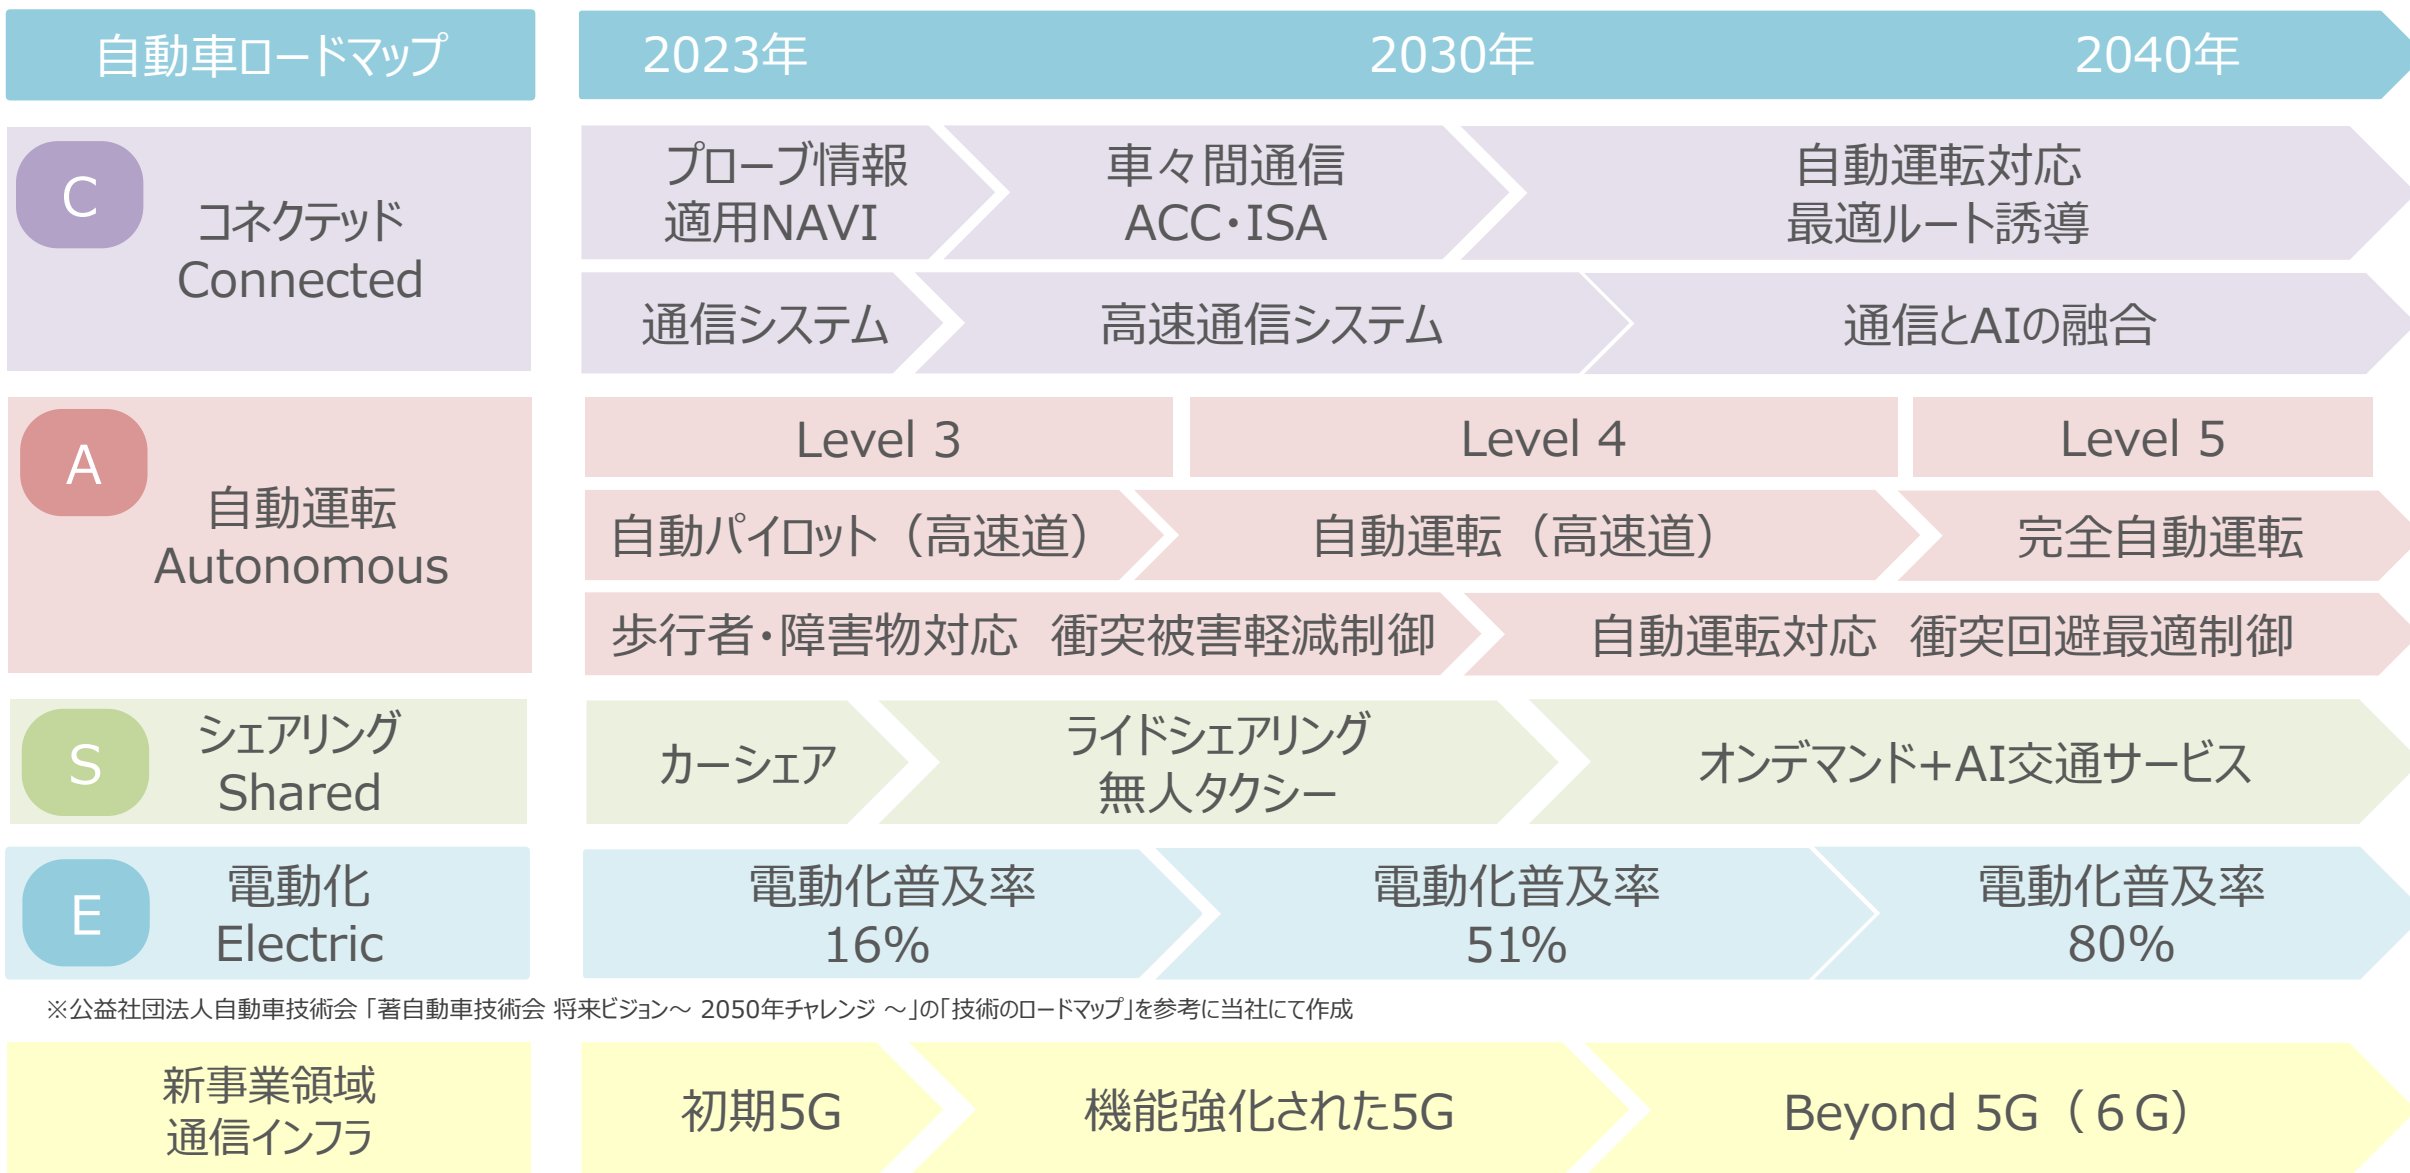 自動車ロードマップ
2023年
2030年
2040年
C
コネクテッド
Connected
プローブ情報
適用NAVI
車々間通信
ACC・ISA
自動運転対応
最適ルート誘導
通信システム
高速通信システム
通信とAIの融合
A
自動運転
Autonomous
Level 3
Level 4
Level 5
自動パイロット（高速道）
自動運転（高速道）
完全自動運転
歩行者・障害物対応　衝突被害軽減制御
自動運転対応　衝突回避最適制御
S
シェアリング
Shared
カーシェア
ライドシェアリング
無人タクシー
オンデマンド+AI交通サービス
E
電動化
Electric
電動化普及率
16%
電動化普及率
51%
電動化普及率
80%
※公益社団法人自動車技術会「著自動車技術会 将来ビジョン～ 2050年チャレンジ ～」の「技術のロードマップ」を参考に当社にて作成
新事業領域
通信インフラ
初期5G
機能強化された5G
Beyond 5G（６G）